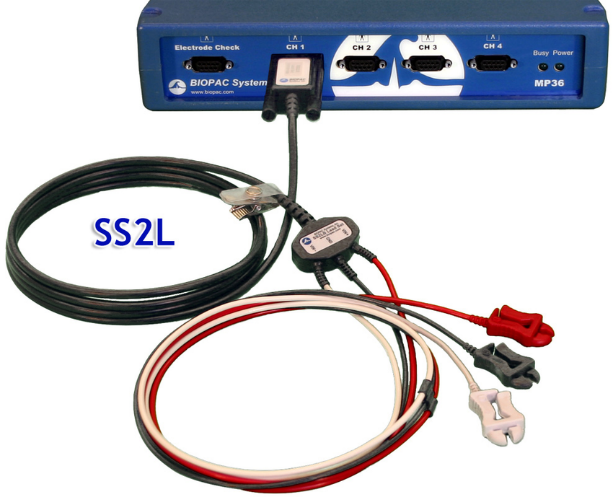 Electrode Check
CH 1
CH 2
CH 3
CH 4
Busy Power
BIOPAC System
www.biopac.com
MP36
SS2L